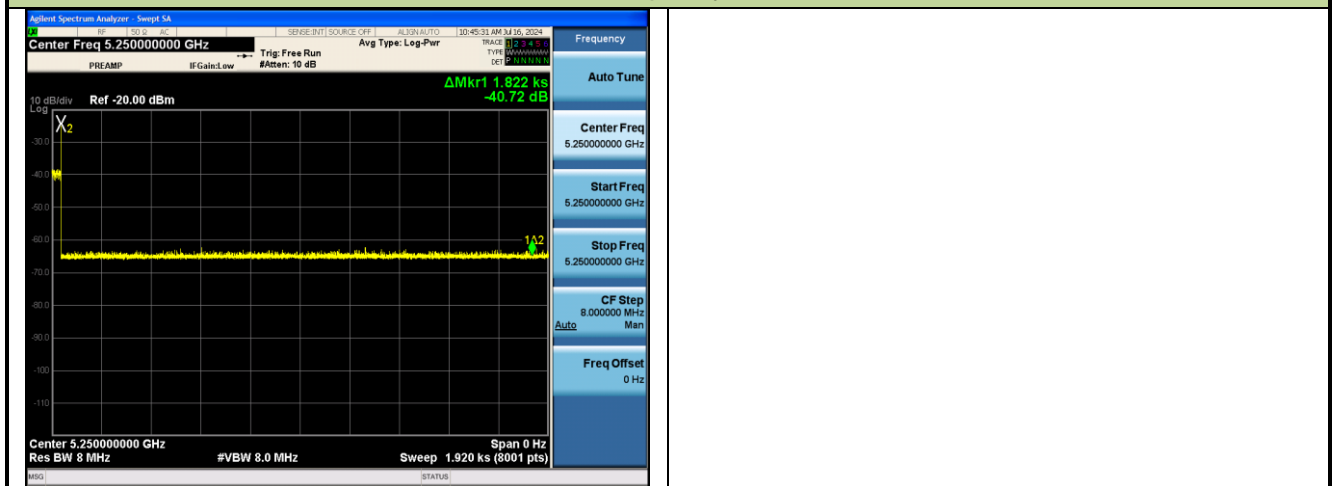 Agilent Spectrum Analyzer - Swept SA
RF 50 Ω AC SENSE:INT SOURCE OFF ALIGN AUTO 10:45:31 AM Jul 16, 2024
Center Freq 5.250000000 GHz Avg Type: Log-Pwr TRACE 1 2 3 4 5 6
Trig: Free Run TYPE WWWWWW
PREAMP IFGain:Low #Atten: 10 dB DET P N N N N N
Frequency
ΔMkr1 1.822 ks
-40.72 dB
10 dB/div Ref -20.00 dBm
Log
X2
-30.0
-40.0
-50.0
-60.0
1Δ2
-70.0
-80.0
-90.0
-100
-110
Center 5.250000000 GHz Span 0 Hz
Res BW 8 MHz #VBW 8.0 MHz Sweep 1.920 ks (8001 pts)
MSG STATUS
Auto Tune
Center Freq
5.250000000 GHz
Start Freq
5.250000000 GHz
Stop Freq
5.250000000 GHz
CF Step
8.000000 MHz
Auto Man
Freq Offset
0 Hz